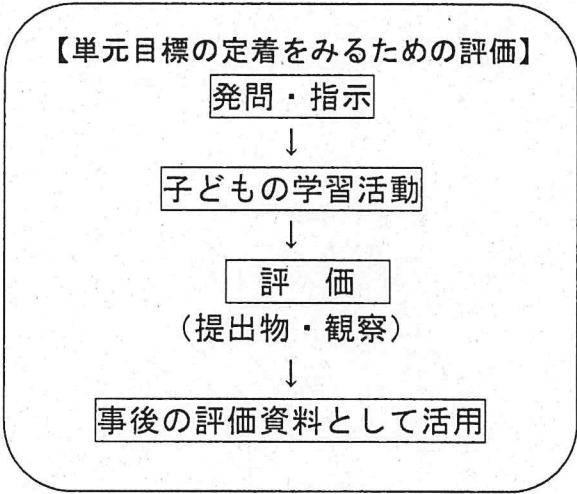 【単元目標の定着をみるための評価】
発問・指示
↓
子どもの学習活動
↓
評　価
（提出物・観察）
↓
事後の評価資料として活用